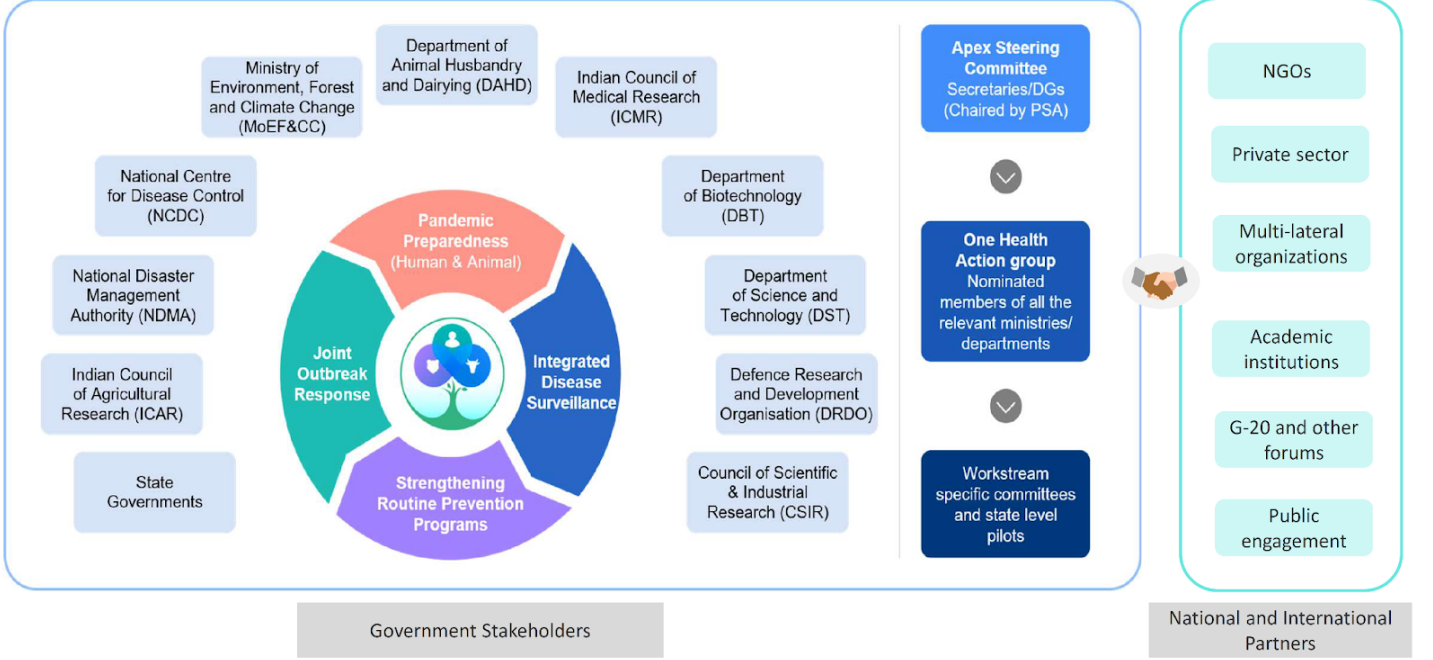 Department of
Animal Husbandry
and Dairying (DAHD)
Ministry of
Environment, Forest
and Climate Change
(MoEF&CC)
Indian Council of
Medical Research
(ICMR)
National Centre
for Disease Control
(NCDC)
Department
of Biotechnology
(DBT)
National Disaster
Management
Authority (NDMA)
Department
of Science and
Technology (DST)
Indian Council
of Agricultural
Research (ICAR)
Defence Research
and Development
Organisation (DRDO)
State
Governments
Council of Scientific
& Industrial
Research (CSIR)
Pandemic
Preparedness
(Human & Animal)
Joint
Outbreak
Response
Integrated
Disease
Surveillance
Strengthening
Routine Prevention
Programs
Apex Steering
Committee
Secretaries/DGs
(Chaired by PSA)
One Health
Action group
Nominated
members of all the
relevant ministries/
departments
Workstream
specific committees
and state level
pilots
NGOs
Private sector
Multi-lateral
organizations
Academic
institutions
G-20 and other
forums
Public
engagement
Government Stakeholders
National and International
Partners